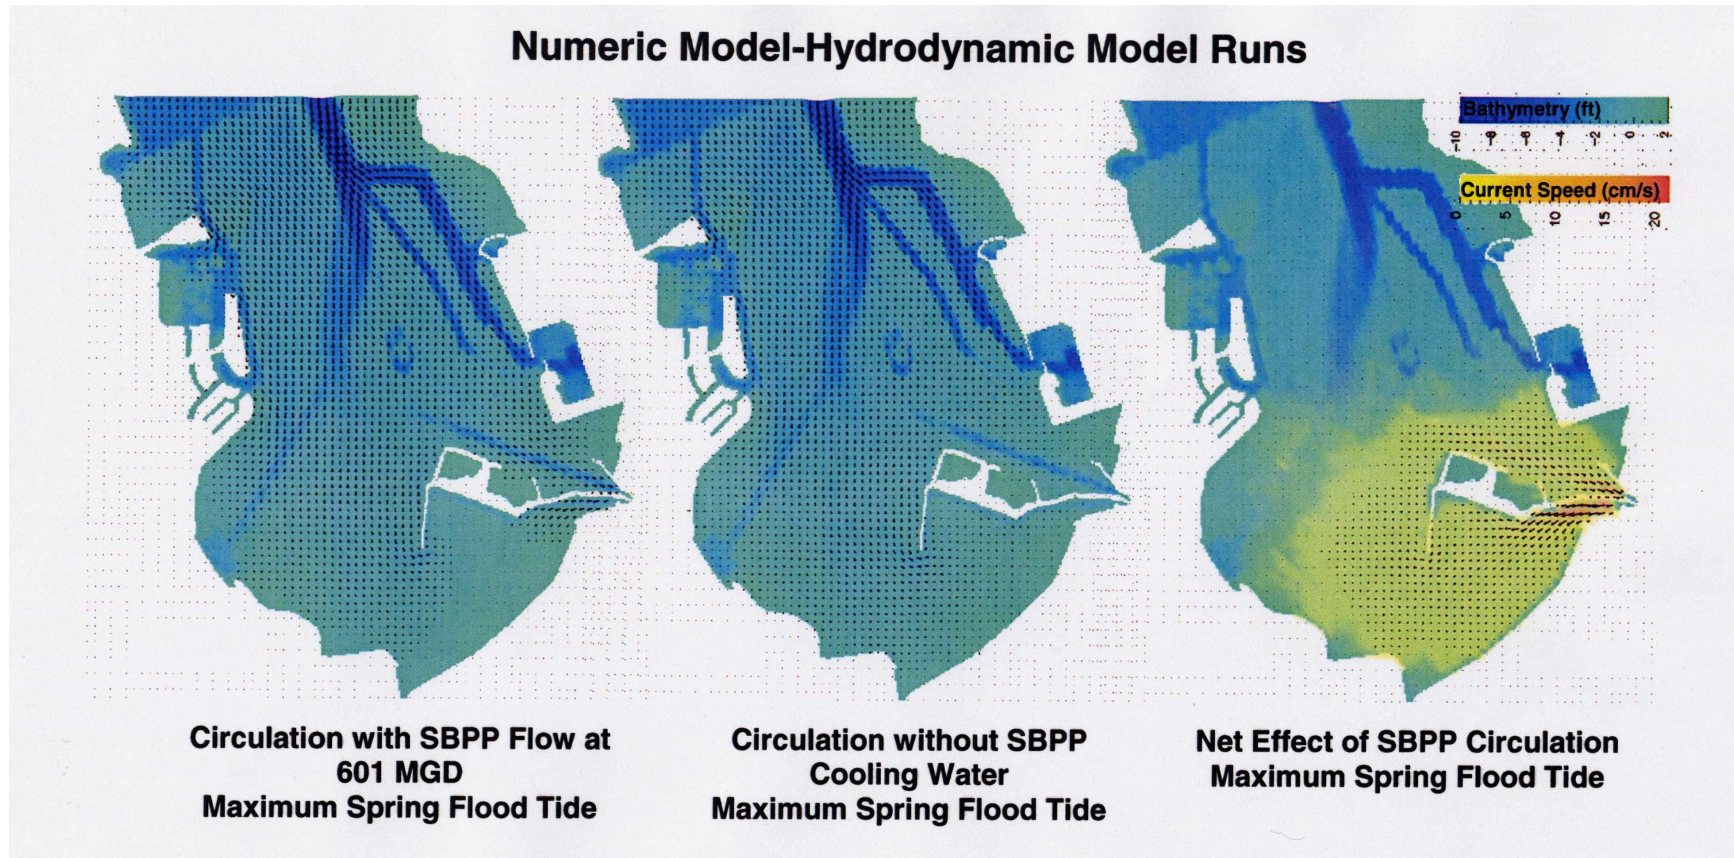 Numeric Model-Hydrodynamic Model Runs
Bathymetry (ft)
-10 -8 -6 -4 -2 0 2
Current Speed (cm/s)
0 5 10 15 20
Circulation with SBPP Flow at
601 MGD
Maximum Spring Flood Tide
Circulation without SBPP
Cooling Water
Maximum Spring Flood Tide
Net Effect of SBPP Circulation
Maximum Spring Flood Tide